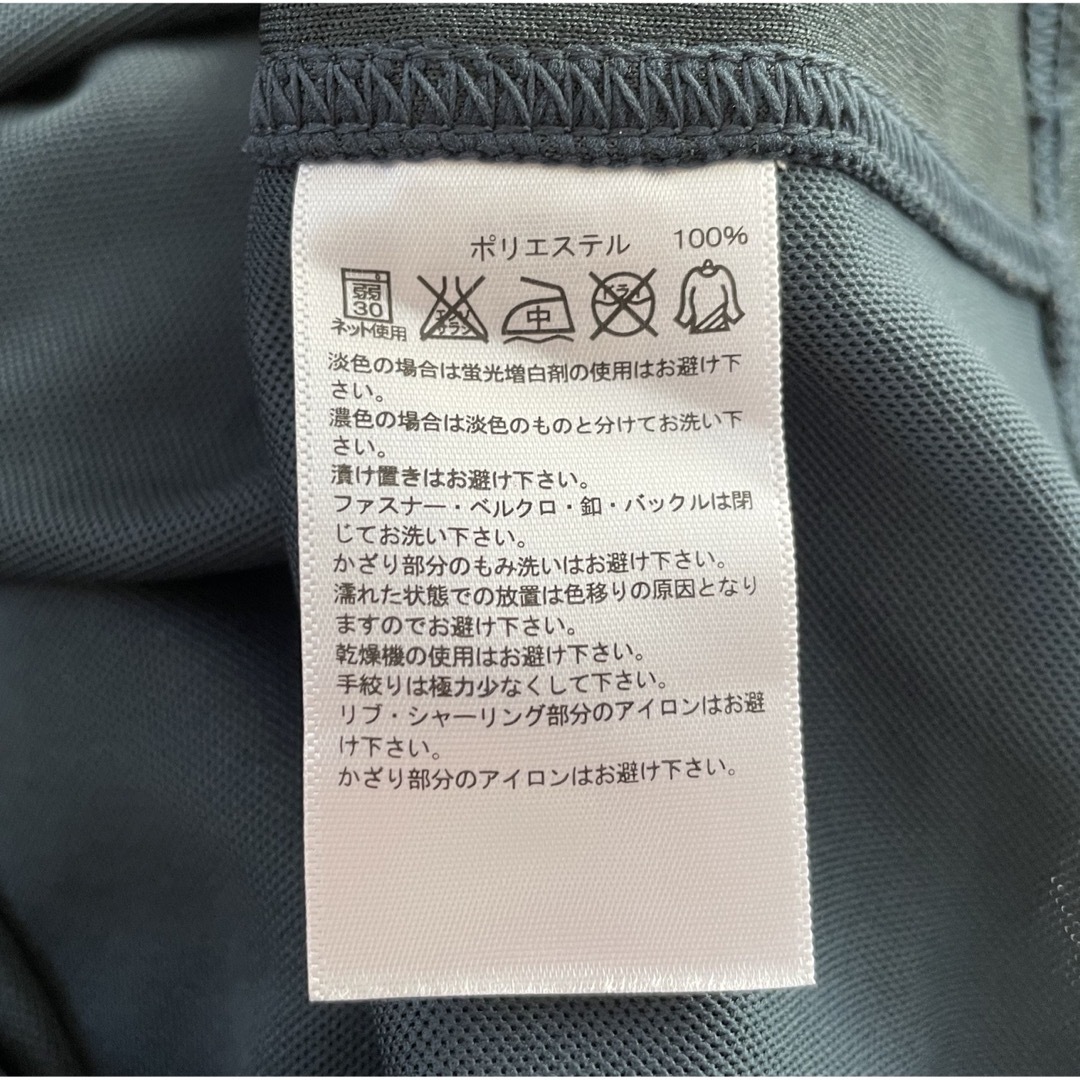 ポリエステル 100%
弱
30
ネット使用
エンソ
サラシ
中
ドライ
淡色の場合は蛍光増白剤の使用はお避け下
さい。
濃色の場合は淡色のものと分けてお洗い下
さい。
漬け置きはお避け下さい。
ファスナー・ベルクロ・釦・バックルは閉
じてお洗い下さい。
かざり部分のもみ洗いはお避け下さい。
濡れた状態での放置は色移りの原因となり
ますのでお避け下さい。
乾燥機の使用はお避け下さい。
手絞りは極力少なくして下さい。
リブ・シャーリング部分のアイロンはお避
け下さい。
かざり部分のアイロンはお避け下さい。